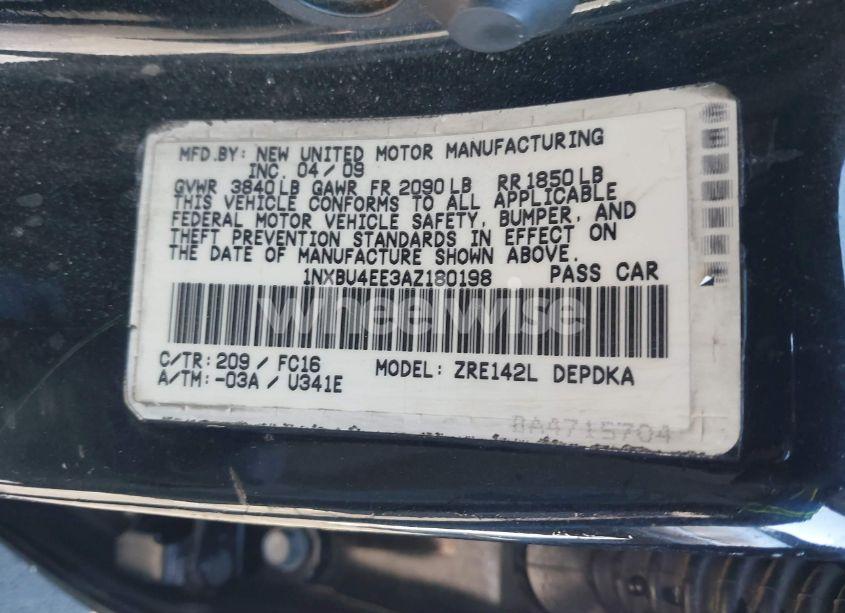 MFD.BY: NEW UNITED MOTOR MANUFACTURING
INC. 04/09
GVWR 3840LB GAWR FR 2090LB RR 1850LB
THIS VEHICLE CONFORMS TO ALL APPLICABLE
FEDERAL MOTOR VEHICLE SAFETY, BUMPER, AND
THEFT PREVENTION STANDARDS IN EFFECT ON
THE DATE OF MANUFACTURE SHOWN ABOVE.
1NXBU4EE3AZ180198 PASS CAR
wheelwise
C/TR: 209 / FC16 MODEL: ZRE142L DEPDKA
A/TM: -03A / U341E